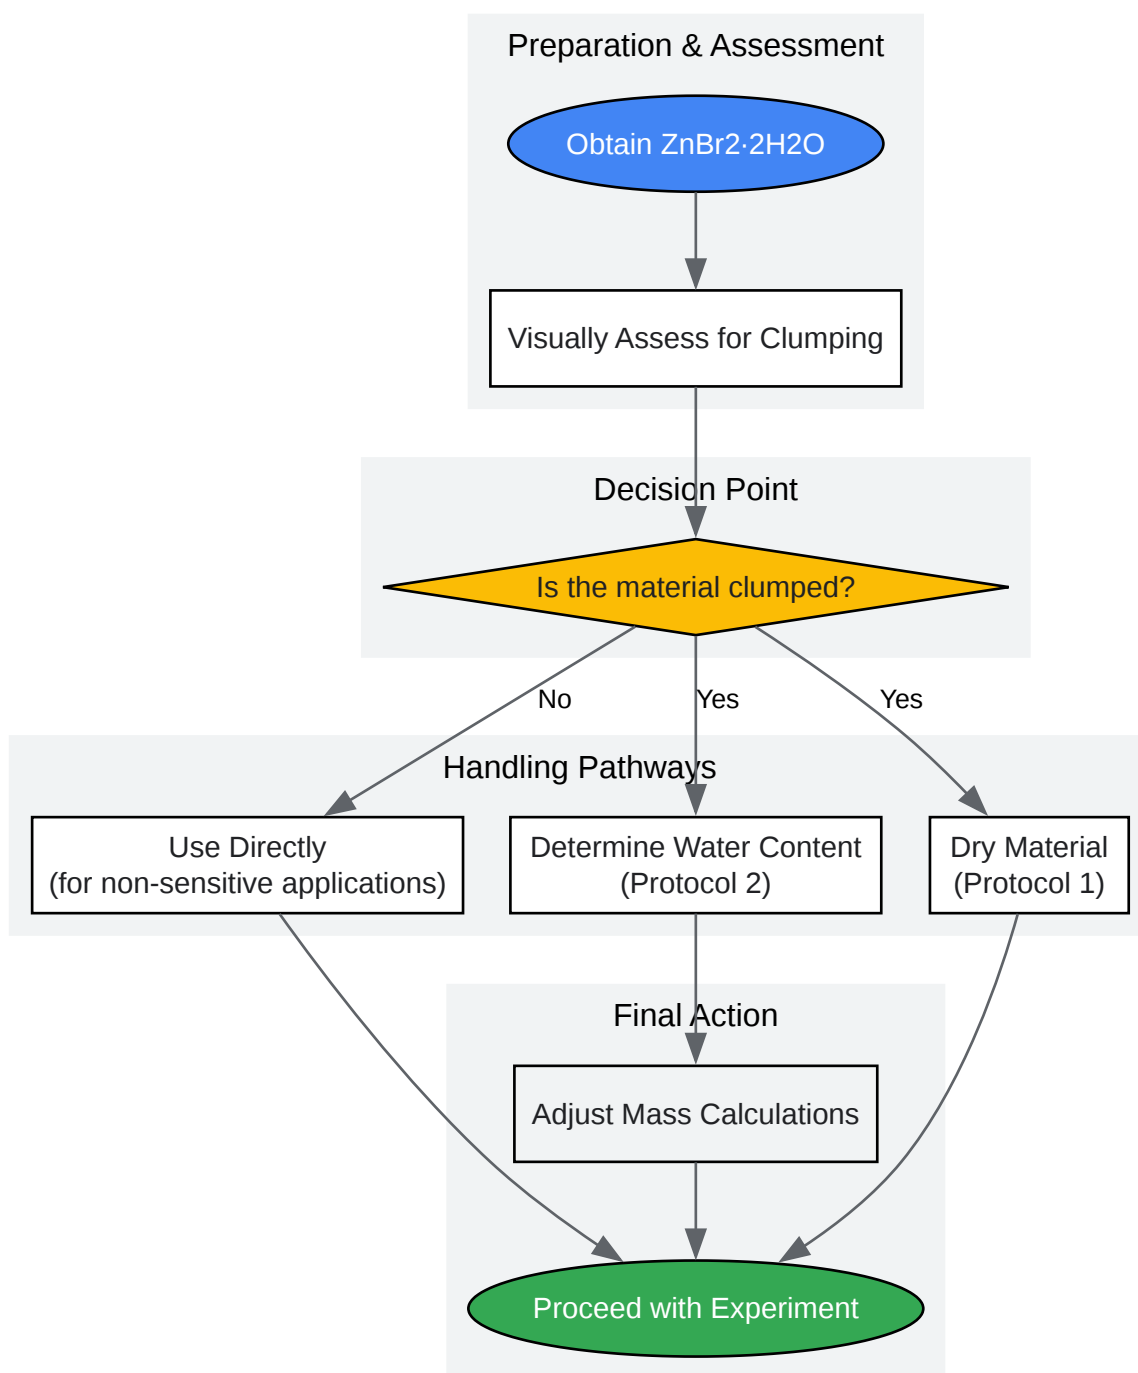 Preparation & Assessment
Obtain ZnBr2·2H2O
Visually Assess for Clumping
Decision Point
Is the material clumped?
No
Yes
Yes
Handling Pathways
Use Directly
(for non-sensitive applications)
Determine Water Content
(Protocol 2)
Dry Material
(Protocol 1)
Final Action
Adjust Mass Calculations
Proceed with Experiment